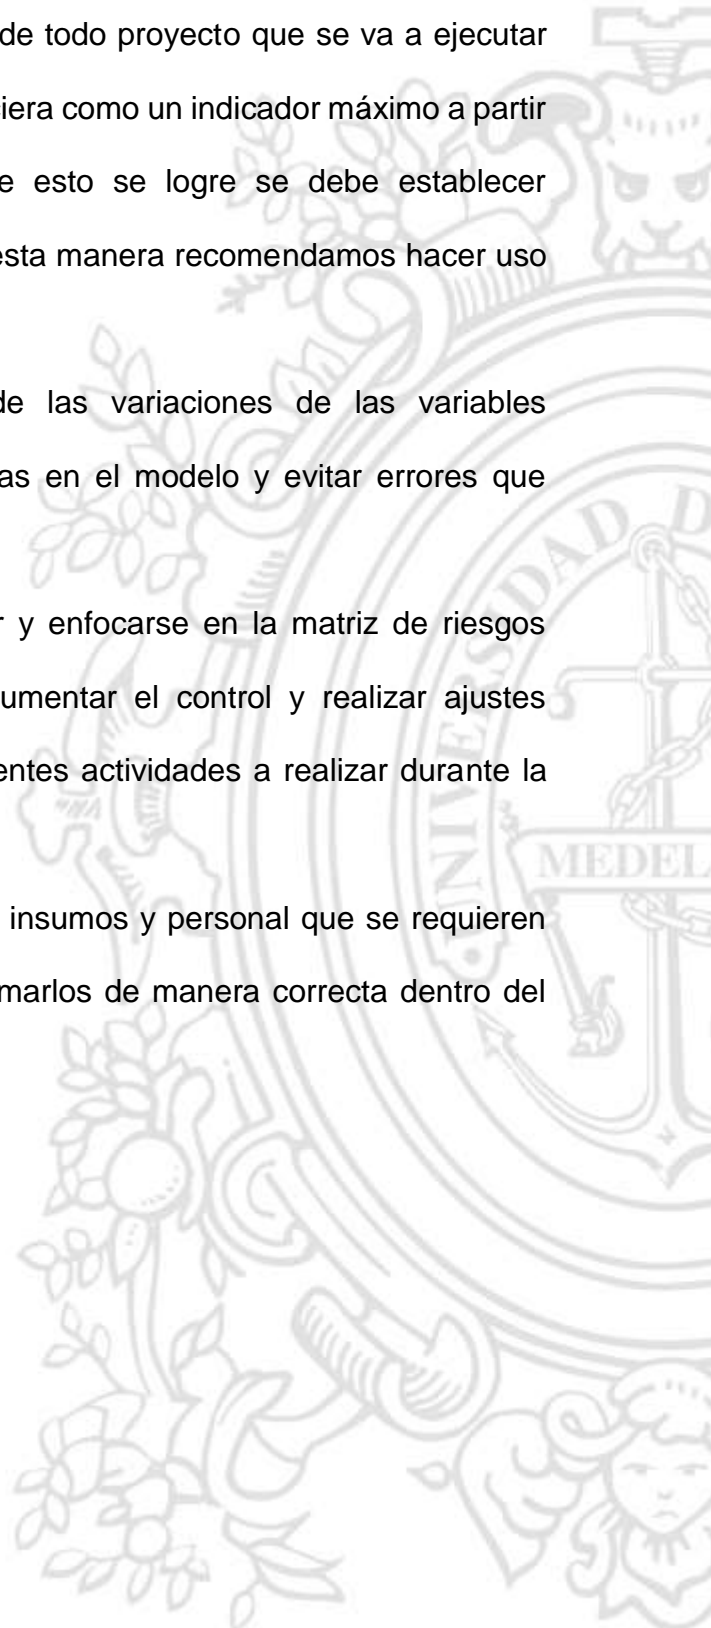 de todo proyecto que se va a ejecutar
ciera como un indicador máximo a partir
e esto se logre se debe establecer
esta manera recomendamos hacer uso
de las variaciones de las variables
as en el modelo y evitar errores que
r y enfocarse en la matriz de riesgos
umentar el control y realizar ajustes
entes actividades a realizar durante la
insumos y personal que se requieren
marlos de manera correcta dentro del
UNIVERSIDAD D
MEDEL